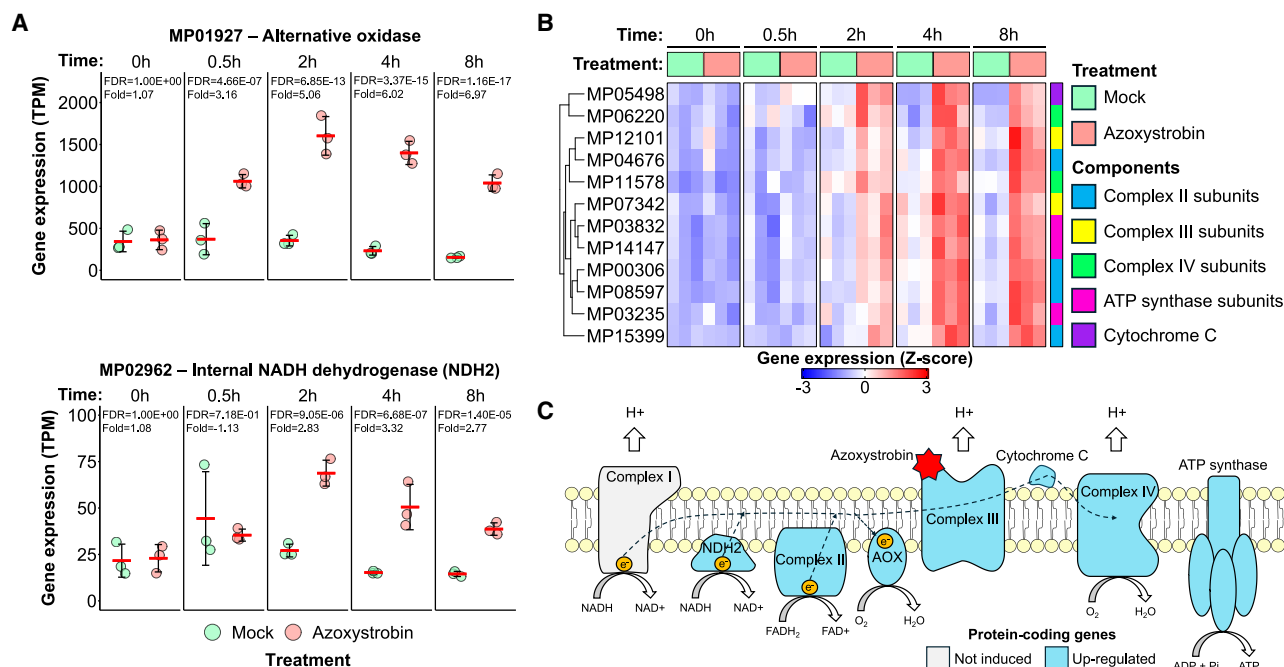 A
MP01927 – Alternative oxidase
Time: 0h 0.5h 2h 4h 8h
FDR=1.00E+00 FDR=4.66E-07 FDR=6.85E-13 FDR=3.37E-15 FDR=1.16E-17
Fold=1.07 Fold=3.16 Fold=5.06 Fold=6.02 Fold=6.97
Gene expression (TPM)
2000
1500
1000
500
0
MP02962 – Internal NADH dehydrogenase (NDH2)
Time: 0h 0.5h 2h 4h 8h
FDR=1.00E+00 FDR=7.18E-01 FDR=9.05E-06 FDR=6.68E-07 FDR=1.40E-05
Fold=1.08 Fold=-1.13 Fold=2.83 Fold=3.32 Fold=2.77
Gene expression (TPM)
100
75
50
25
0
Mock Azoxystrobin
Treatment
B
Time: 0h 0.5h 2h 4h 8h
Treatment:
MP05498
MP06220
MP12101
MP04676
MP11578
MP07342
MP03832
MP14147
MP00306
MP08597
MP03235
MP15399
Gene expression (Z-score)
-3 0 3
Treatment
Mock
Azoxystrobin
Components
Complex II subunits
Complex III subunits
Complex IV subunits
ATP synthase subunits
Cytochrome C
C
H+ H+ H+
Azoxystrobin Cytochrome C
ATP synthase
Complex I
Complex IV
Complex III
NDH2
Complex II
AOX
e- e- e- e-
NADH NAD+ NADH NAD+
FADH2 FAD+
O2 H2O
O2 H2O
ADP + Pi ATP
Protein-coding genes
Not induced Up-regulated